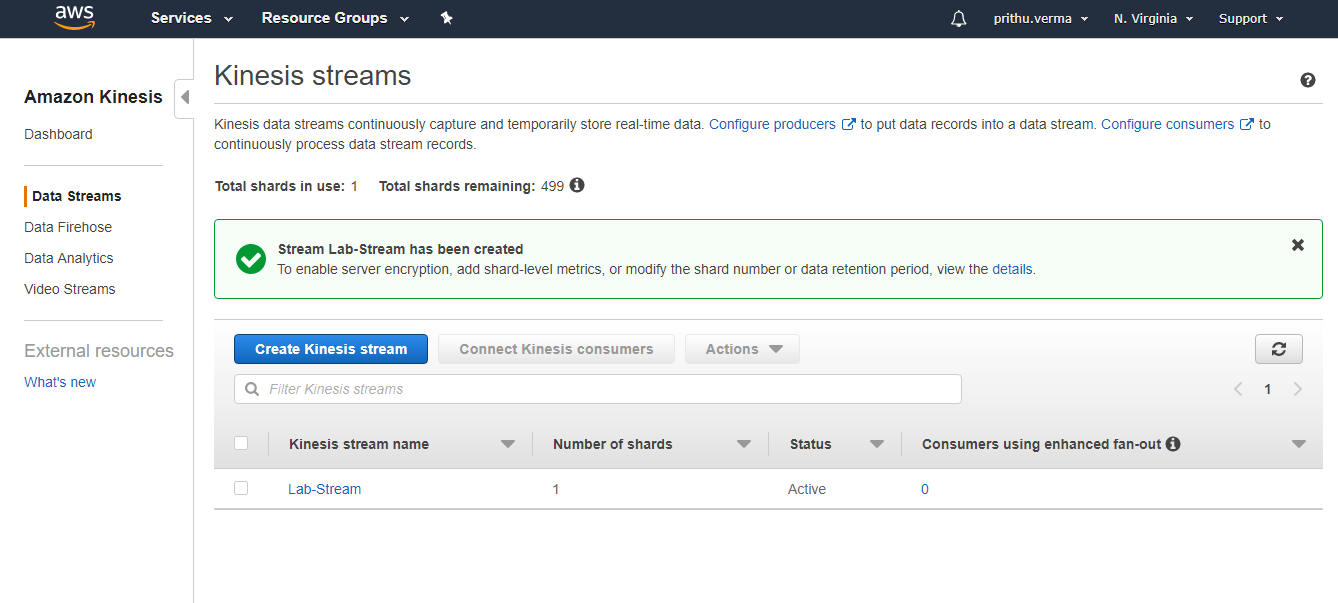 aws Services Resource Groups prithu.verma N. Virginia Support
Amazon Kinesis
Dashboard
Data Streams
Data Firehose
Data Analytics
Video Streams
External resources
What's new
Kinesis streams
Kinesis data streams continuously capture and temporarily store real-time data. Configure producers to put data records into a data stream. Configure consumers to
continuously process data stream records.
Total shards in use: 1 Total shards remaining: 499
Stream Lab-Stream has been created
To enable server encryption, add shard-level metrics, or modify the shard number or data retention period, view the details.
Create Kinesis stream Connect Kinesis consumers Actions
Filter Kinesis streams 1
Kinesis stream name Number of shards Status Consumers using enhanced fan-out
Lab-Stream 1 Active 0